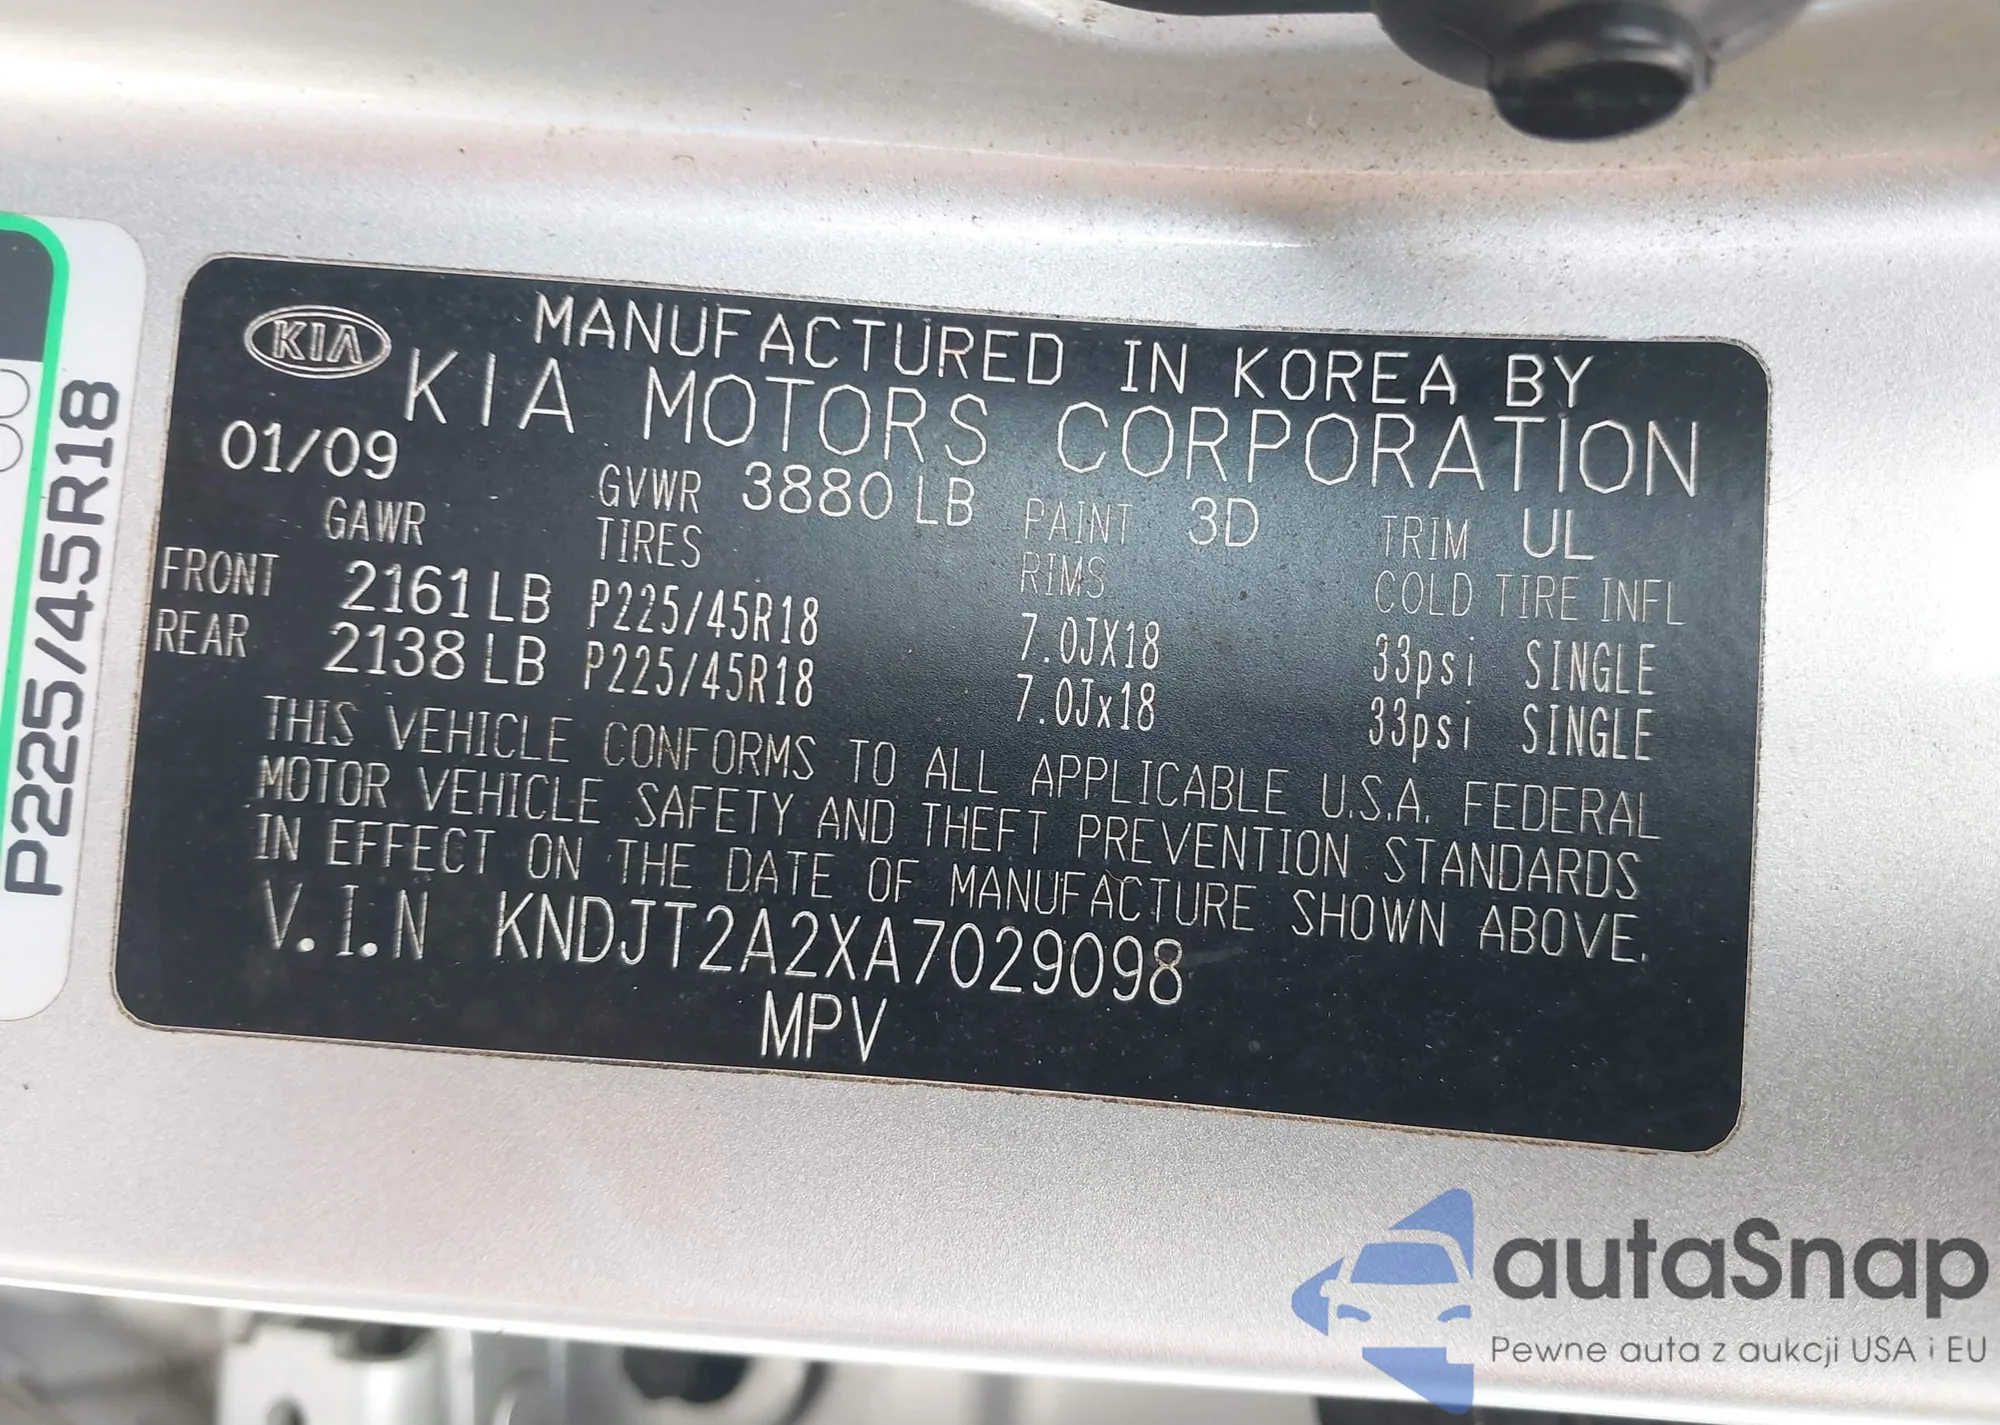 KIA
MANUFACTURED IN KOREA BY
KIA MOTORS CORPORATION
01/09 GVWR 3880 LB PAINT 3D TRIM UL
GAWR TIRES RIMS COLD TIRE INFL
FRONT 2161 LB P225/45R18 7.0JX18 33psi SINGLE
REAR 2138 LB P225/45R18 7.0Jx18 33psi SINGLE
THIS VEHICLE CONFORMS TO ALL APPLICABLE U.S.A. FEDERAL
MOTOR VEHICLE SAFETY AND THEFT PREVENTION STANDARDS
IN EFFECT ON THE DATE OF MANUFACTURE SHOWN ABOVE.
V.I.N KNDJT2A2XA7029098
MPV
P225/45R18
autaSnap
Pewne auta z aukcji USA i EU